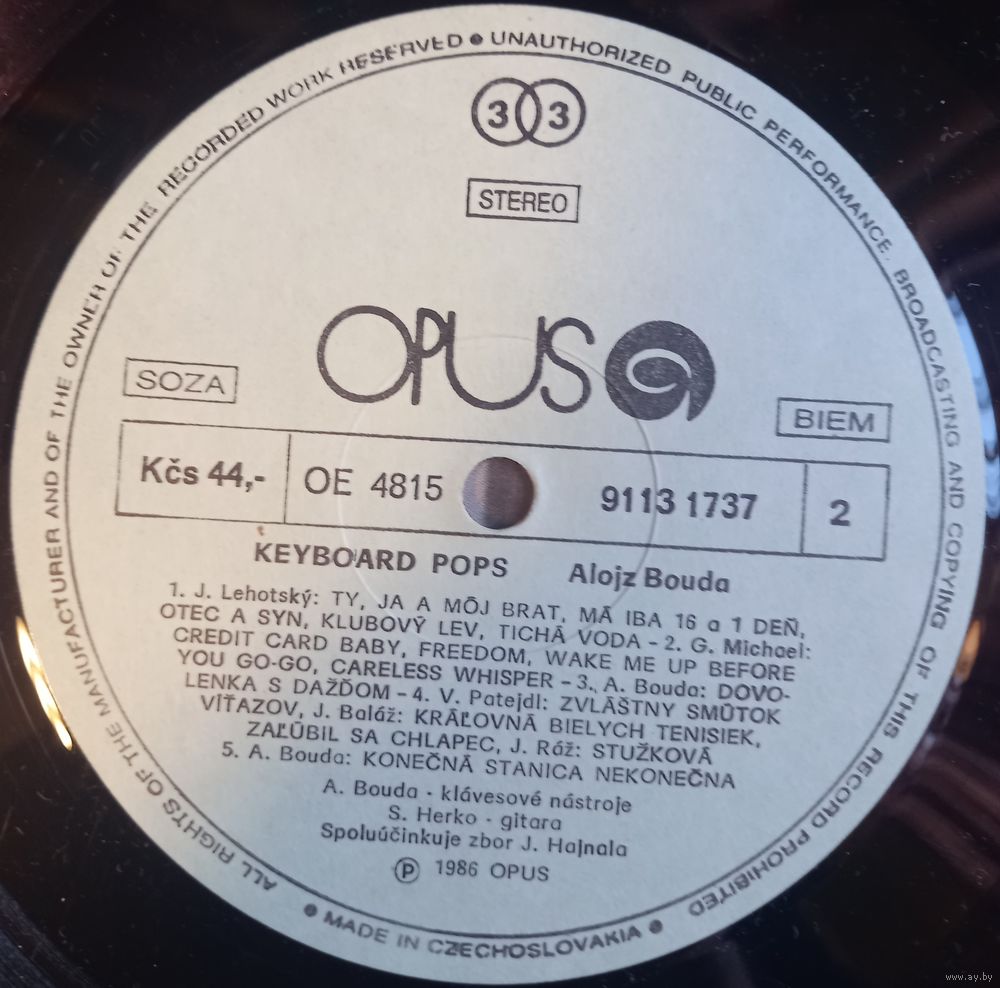 ALL RIGHTS OF THE MANUFACTURER AND OF THE OWNER OF THE RECORDED WORK RESERVED ● UNAUTHORIZED PUBLIC PERFORMANCE. BROADCASTING AND COPYING OF THIS RECORD PROHIBITED
33
STEREO
OPUS
SOZA
BIEM
Kčs 44,- OE 4815 9113 1737 2
KEYBOARD POPS Alojz Bouda
1. J. Lehotský: TY, JA A MÔJ BRAT, MÁ IBA 16 a 1 DEŇ,
OTEC A SYN, KLUBOVÝ LEV, TICHÁ VODA – 2. G. Michael:
CREDIT CARD BABY, FREEDOM, WAKE ME UP BEFORE
YOU GO-GO, CARELESS WHISPER – 3. A. Bouda: DOVO-
LENKA S DAŽĎOM – 4. V. Patejdl: ZVLÁŠTNY SMÚTOK
VÍŤAZOV, J. Baláž: KRÁĽOVNÁ BIELYCH TENISIEK,
ZAĽÚBIL SA CHLAPEC, J. Ráž: STUŽKOVÁ
5. A. Bouda: KONEČNÁ STANICA NEKONEČNA
A. Bouda - klávesové nástroje
S. Herko - gitara
Spoluúčinkuje zbor J. Hajnala
Ⓟ 1986 OPUS
● MADE IN CZECHOSLOVAKIA ●
www.ay.by